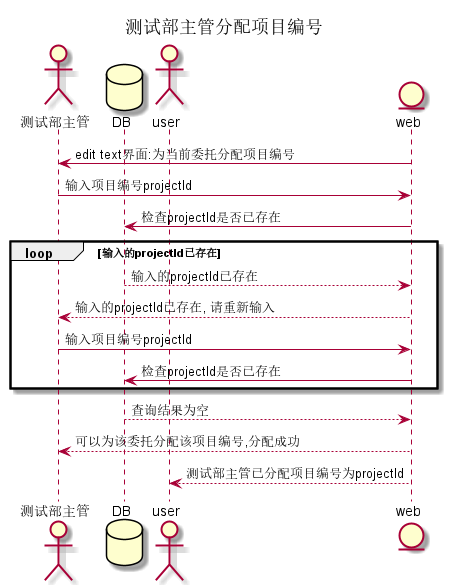 测试部主管分配项目编号
测试部主管 DB user web
edit text界面:为当前委托分配项目编号
输入项目编号projectId
检查projectId是否已存在
loop [输入的projectId已存在]
输入的projectId已存在
输入的projectId已存在, 请重新输入
输入项目编号projectId
检查projectId是否已存在
查询结果为空
可以为该委托分配该项目编号,分配成功
测试部主管已分配项目编号为projectId
测试部主管 DB user web